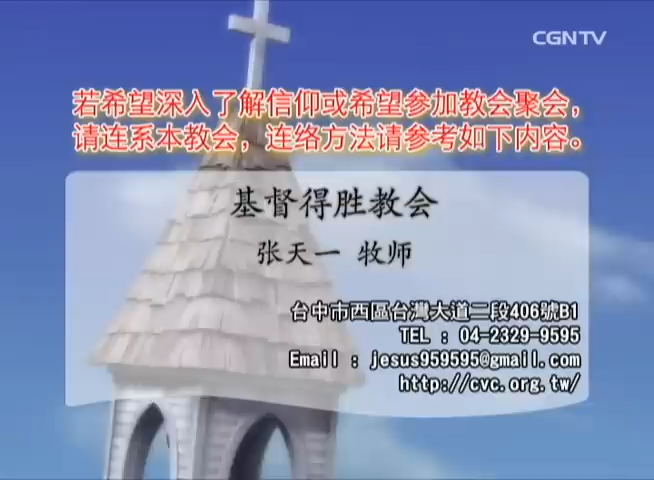 CGNTV
若希望深入了解信仰或希望参加教会聚会，
请连系本教会，连络方法请参考如下内容。
基督得胜教会
张天一 牧师
台中市西區台灣大道二段406號B1
TEL : 04-2329-9595
Email : jesus959595@gmail.com
http://cvc.org.tw/